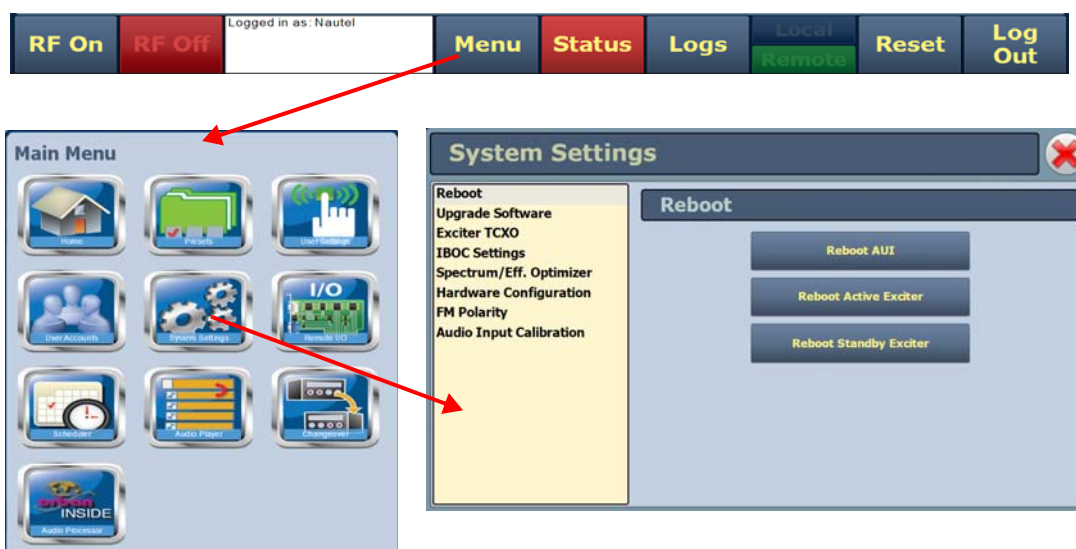 Logged in as: Nautel
RF On
RF Off
Menu
Status
Logs
Local
Remote
Reset
Log
Out
Main Menu
Home
Presets
User Settings
User Accounts
System Settings
I/O
Remote I/O
Scheduler
Audio Player
Changeover
orban
INSIDE
Audio Processor
System Settings
Reboot
Upgrade Software
Exciter TCXO
IBOC Settings
Spectrum/Eff. Optimizer
Hardware Configuration
FM Polarity
Audio Input Calibration
Reboot
Reboot AUI
Reboot Active Exciter
Reboot Standby Exciter